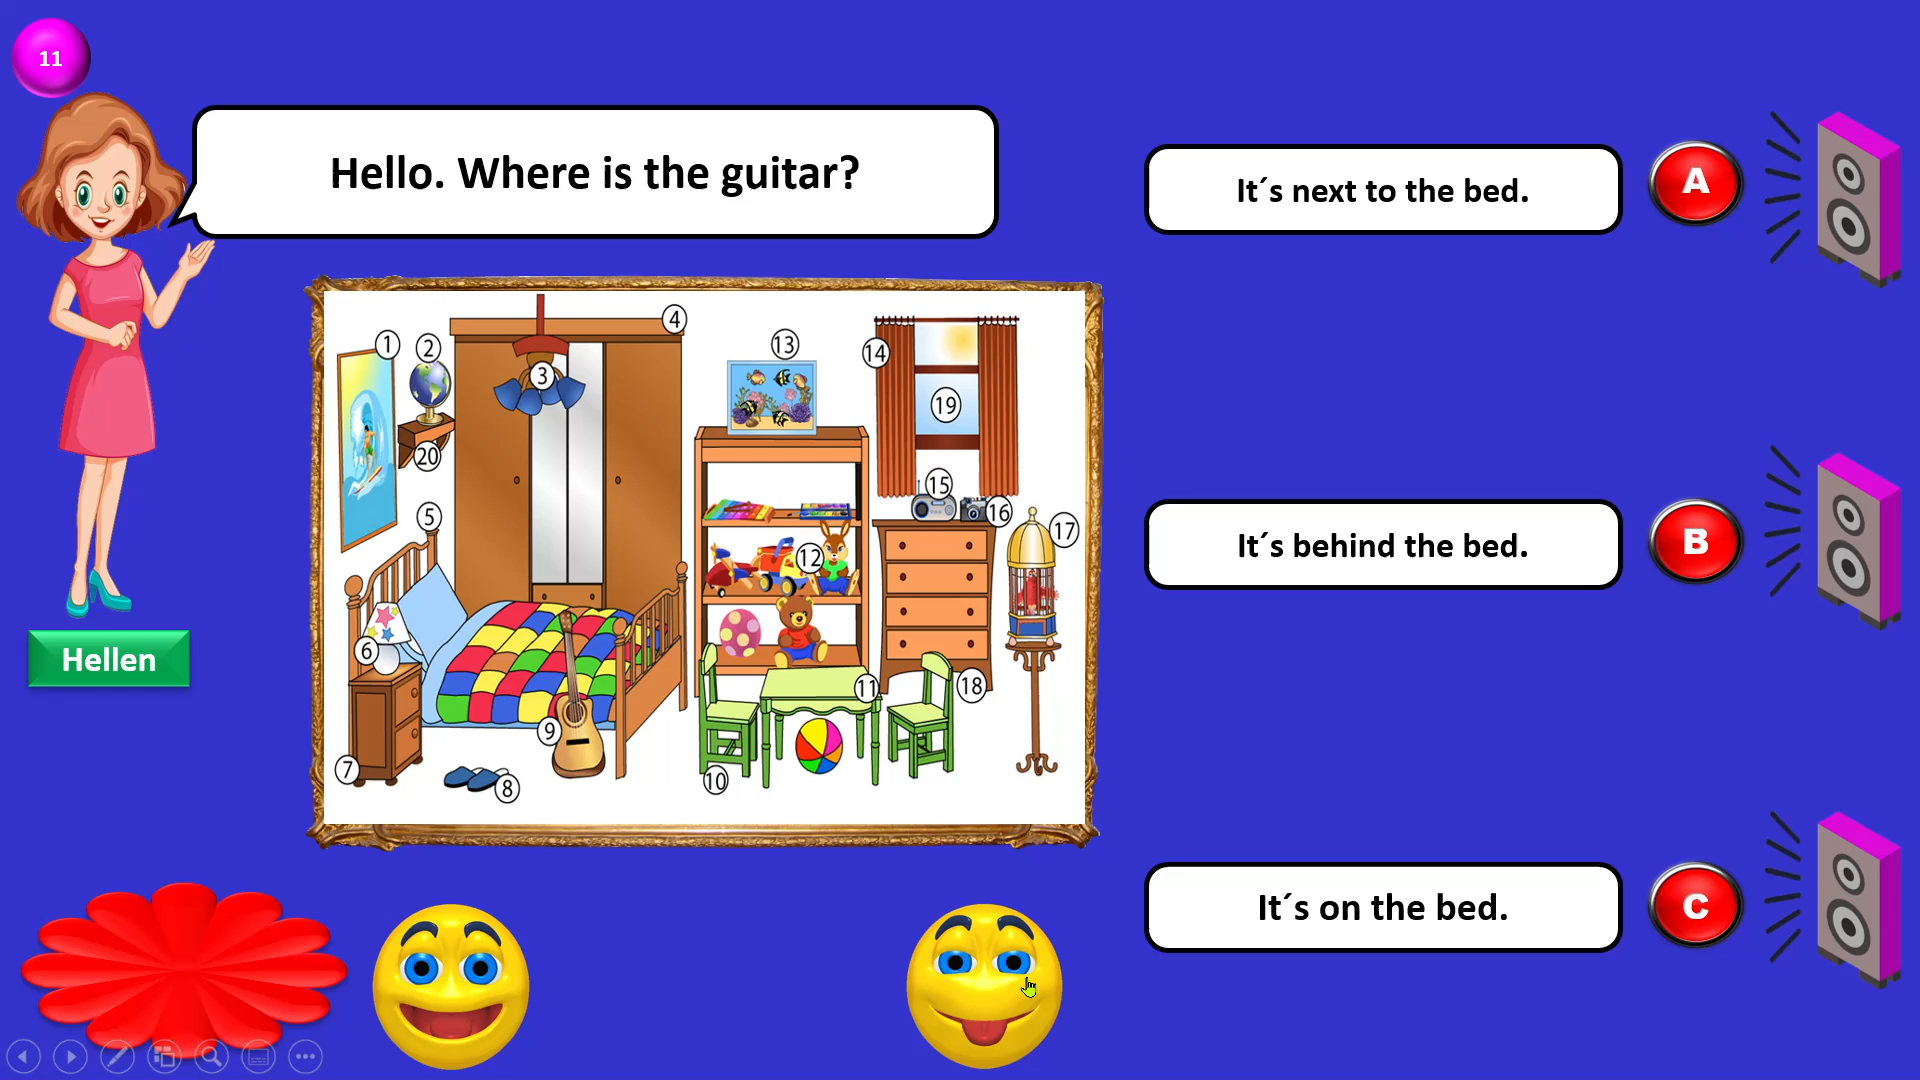 11
Hello. Where is the guitar?
It´s next to the bed.
A
It´s behind the bed.
B
It´s on the bed.
C
Hellen
1
2
3
4
5
6
7
8
9
10
11
12
13
14
15
16
17
18
19
20